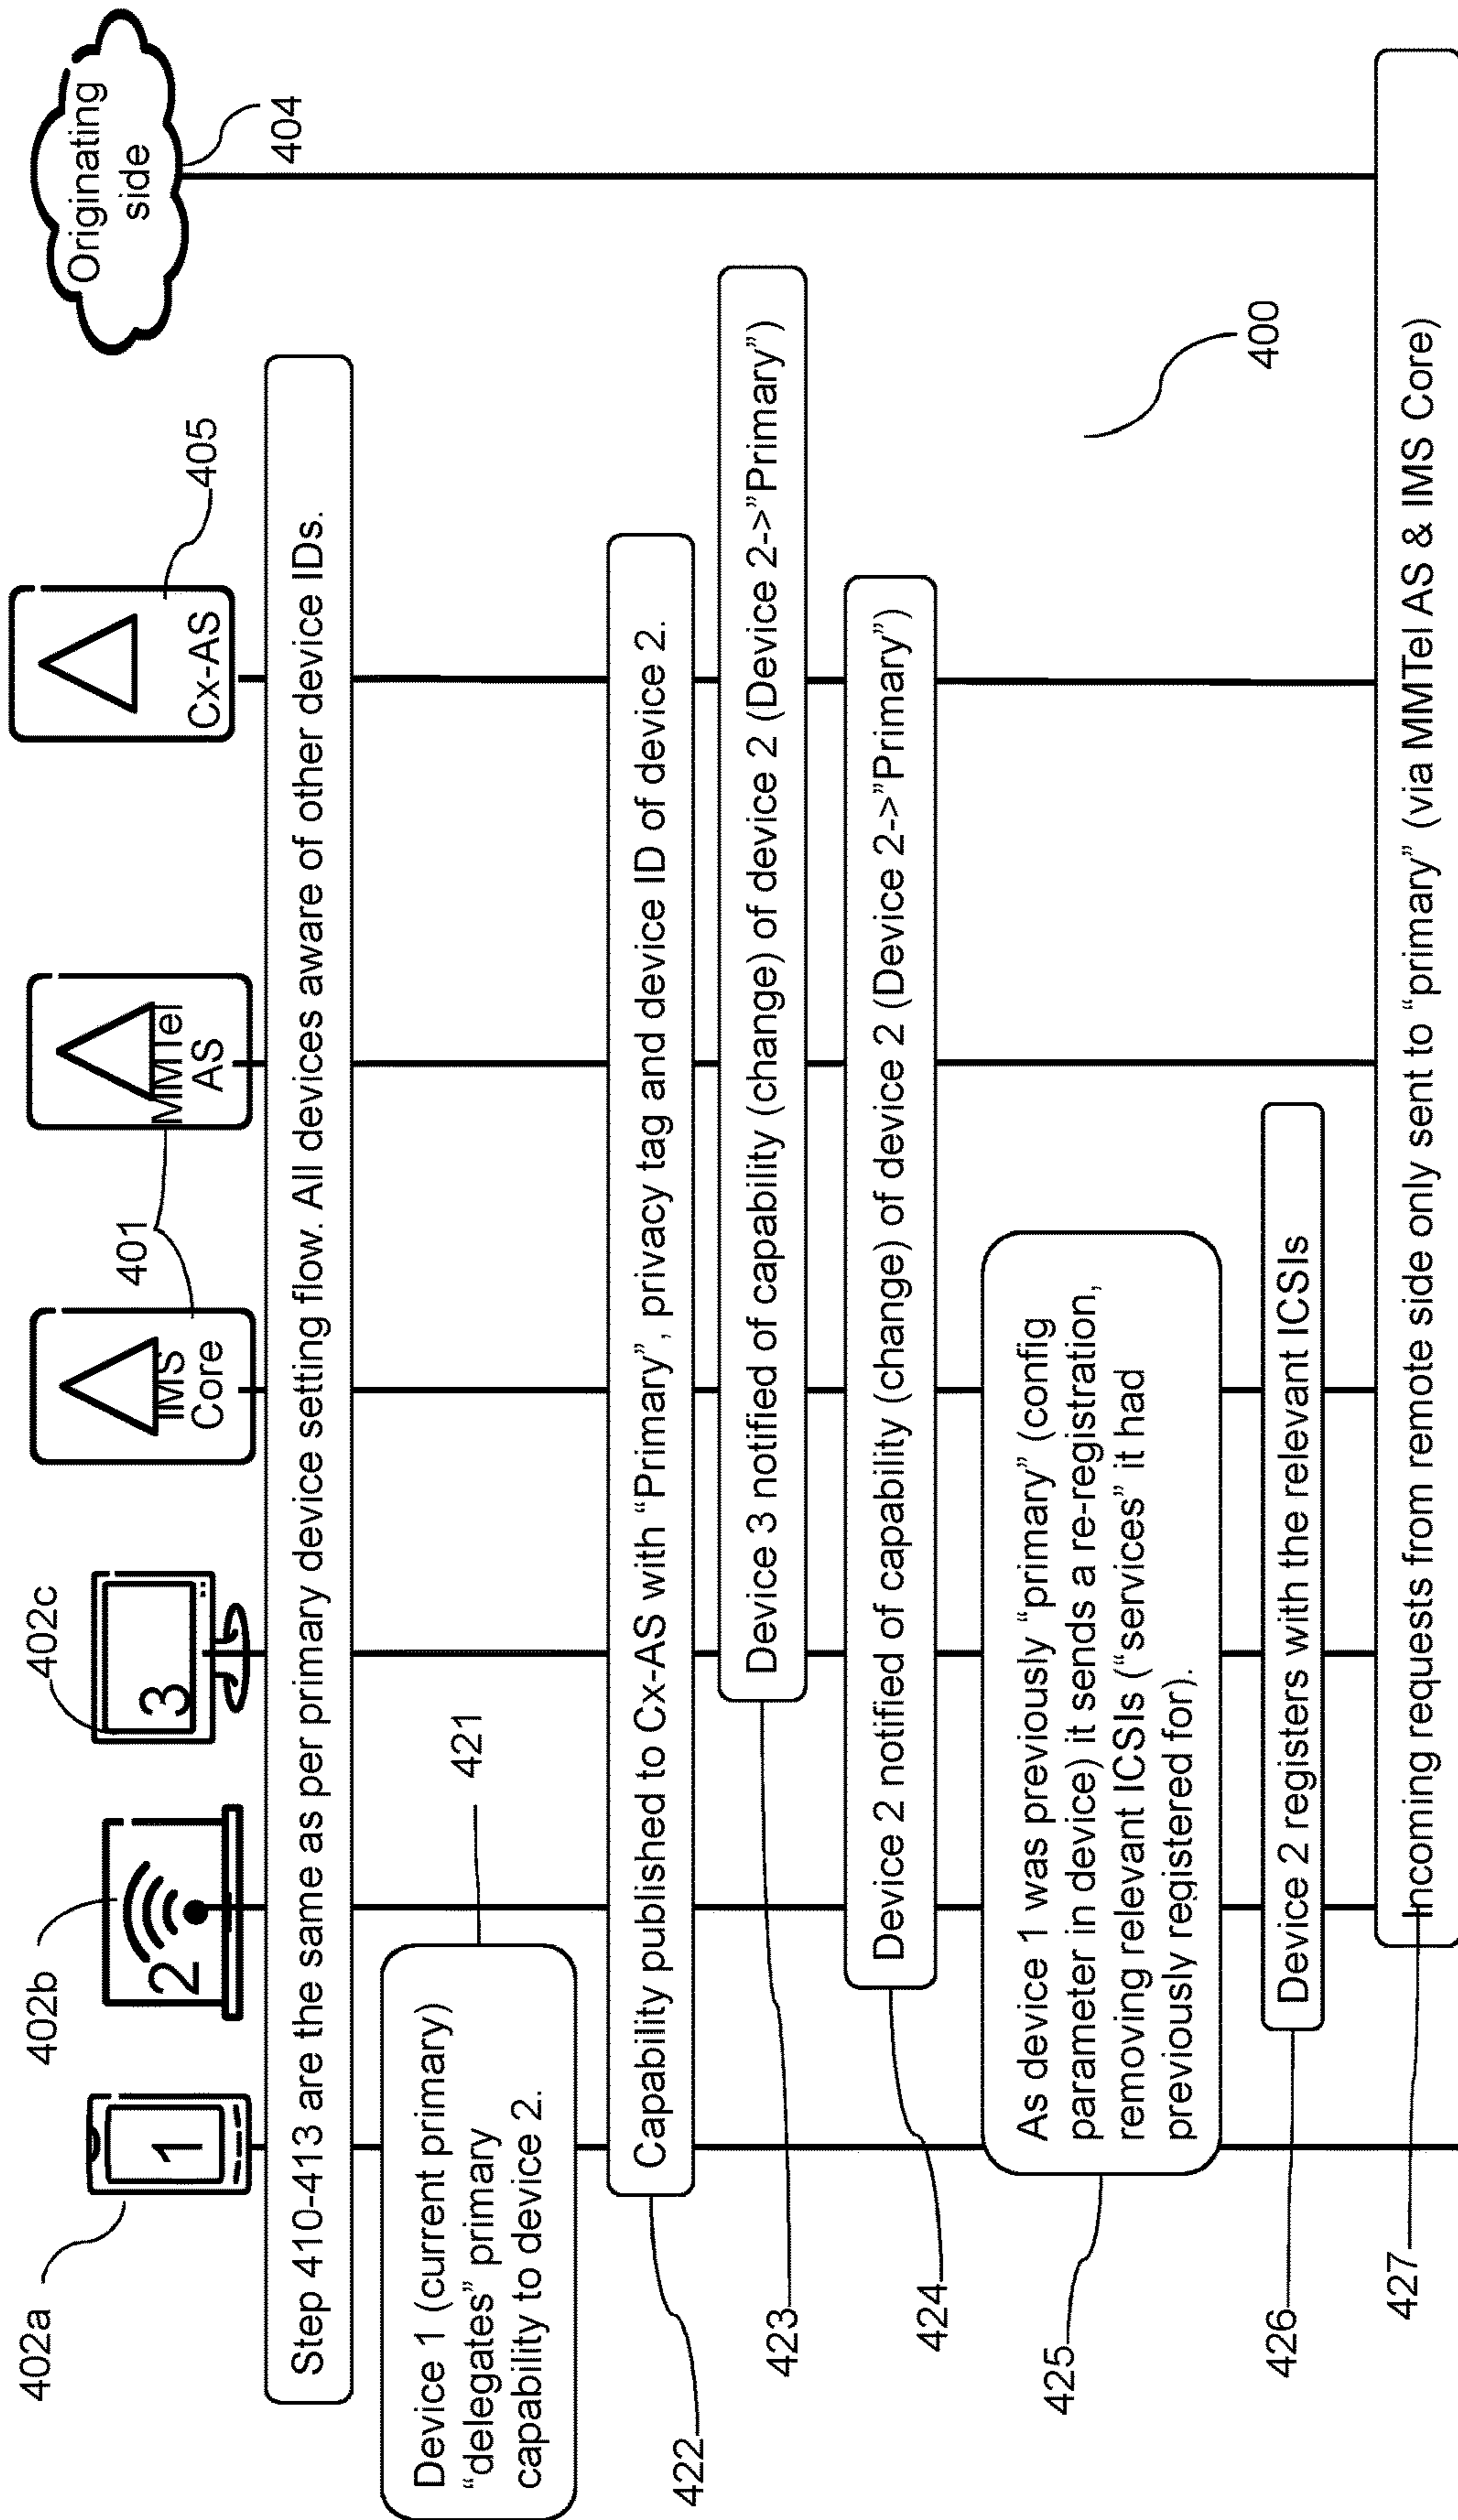 402a
402b
402c
401
405
404
1
2
3
IMS
Core
MMTel
AS
Cx-AS
Originating
side
Step 410-413 are the same as per primary device setting flow. All devices aware of other device IDs.
Device 1 (current primary)
“delegates” primary
capability to device 2.
421
Capability published to Cx-AS with “Primary”, privacy tag and device ID of device 2.
422
Device 3 notified of capability (change) of device 2 (Device 2->”Primary”)
423
Device 2 notified of capability (change) of device 2 (Device 2->”Primary”)
424
As device 1 was previously “primary” (config
parameter in device) it sends a re-registration,
removing relevant ICSIs (“services” it had
previously registered for).
425
400
Device 2 registers with the relevant ICSIs
426
Incoming requests from remote side only sent to “primary” (via MMTel AS & IMS Core)
427